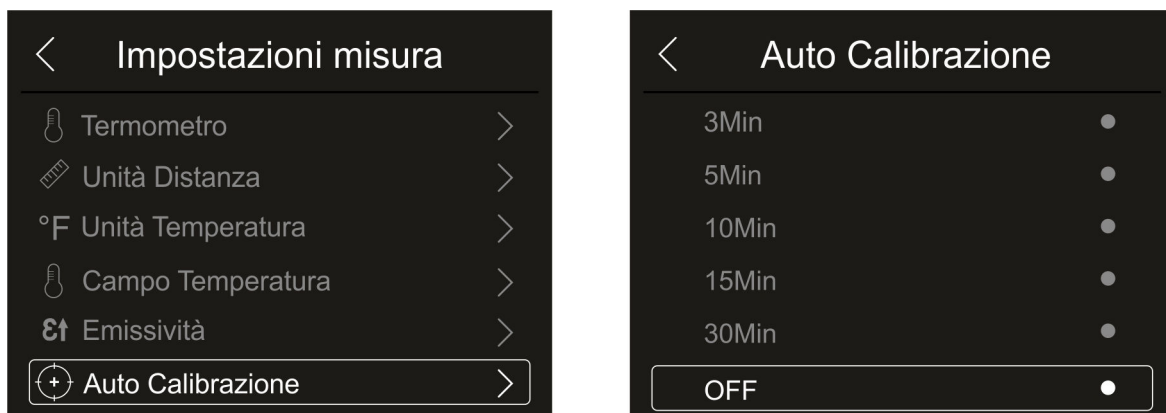 Impostazioni misura
Termometro
Unità Distanza
°F Unità Temperatura
Campo Temperatura
Ɛ↑ Emissività
Auto Calibrazione
Auto Calibrazione
3Min
5Min
10Min
15Min
30Min
OFF